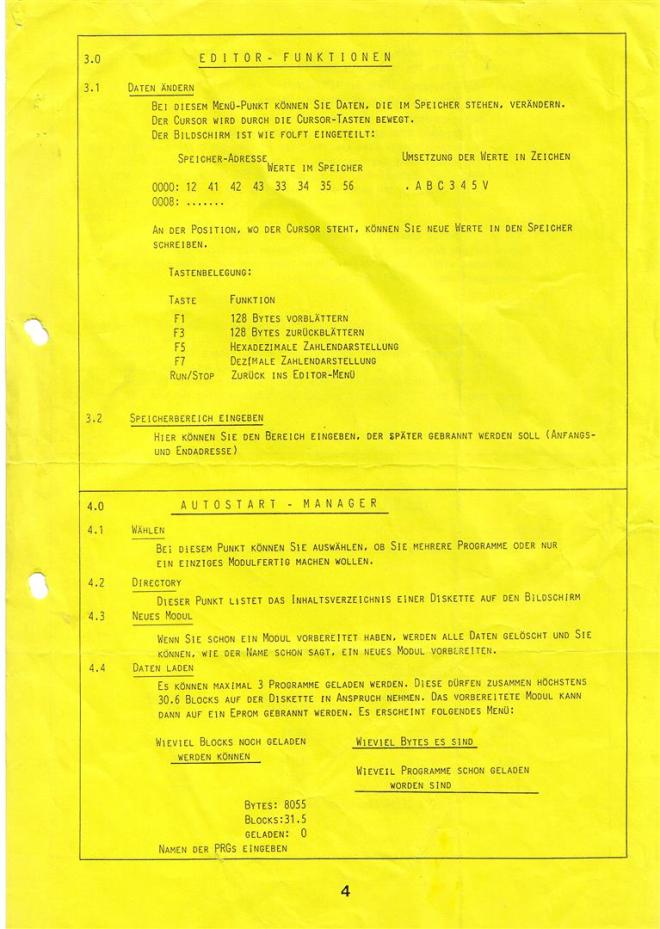 3.0 EDITOR - FUNKTIONEN
3.1 DATEN ÄNDERN
BEI DIESEM MENÜ-PUNKT KÖNNEN SIE DATEN, DIE IM SPEICHER STEHEN, VERÄNDERN.
DER CURSOR WIRD DURCH DIE CURSOR-TASTEN BEWEGT.
DER BILDSCHIRM IST WIE FOLFT EINGETEILT:
SPEICHER-ADRESSE UMSETZUNG DER WERTE IN ZEICHEN
WERTE IM SPEICHER
0000: 12 41 42 43 33 34 35 56 . A B C 3 4 5 V
0008: .......
AN DER POSITION, WO DER CURSOR STEHT, KÖNNEN SIE NEUE WERTE IN DEN SPEICHER
SCHREIBEN.
TASTENBELEGUNG:
TASTE FUNKTION
F1 128 BYTES VORBLÄTTERN
F3 128 BYTES ZURÜCKBLÄTTERN
F5 HEXADEZIMALE ZAHLENDARSTELLUNG
F7 DEZIMALE ZAHLENDARSTELLUNG
RUN/STOP ZURÜCK INS EDITOR-MENÜ
3.2 SPEICHERBEREICH EINGEBEN
HIER KÖNNEN SIE DEN BEREICH EINGEBEN, DER SPÄTER GEBRANNT WERDEN SOLL (ANFANGS-
UND ENDADRESSE)
4.0 AUTOSTART - MANAGER
4.1 WÄHLEN
BEI DIESEM PUNKT KÖNNEN SIE AUSWÄHLEN, OB SIE MEHRERE PROGRAMME ODER NUR
EIN EINZIGES MODULFERTIG MACHEN WOLLEN.
4.2 DIRECTORY
DIESER PUNKT LISTET DAS INHALTSVERZEICHNIS EINER DISKETTE AUF DEN BILDSCHIRM
4.3 NEUES MODUL
WENN SIE SCHON EIN MODUL VORBEREITET HABEN, WERDEN ALLE DATEN GELÖSCHT UND SIE
KÖNNEN, WIE DER NAME SCHON SAGT, EIN NEUES MODUL VORBEREITEN.
4.4 DATEN LADEN
ES KÖNNEN MAXIMAL 3 PROGRAMME GELADEN WERDEN. DIESE DÜRFEN ZUSAMMEN HÖCHSTENS
30.6 BLOCKS AUF DER DISKETTE IN ANSPRUCH NEHMEN. DAS VORBEREITETE MODUL KANN
DANN AUF EIN EPROM GEBRANNT WERDEN. ES ERSCHEINT FOLGENDES MENÜ:
WIEVIEL BLOCKS NOCH GELADEN WIEVIEL BYTES ES SIND
WERDEN KÖNNEN
WIEVEIL PROGRAMME SCHON GELADEN
WORDEN SIND
BYTES: 8055
BLOCKS:31.5
GELADEN: 0
NAMEN DER PRGS EINGEBEN
4